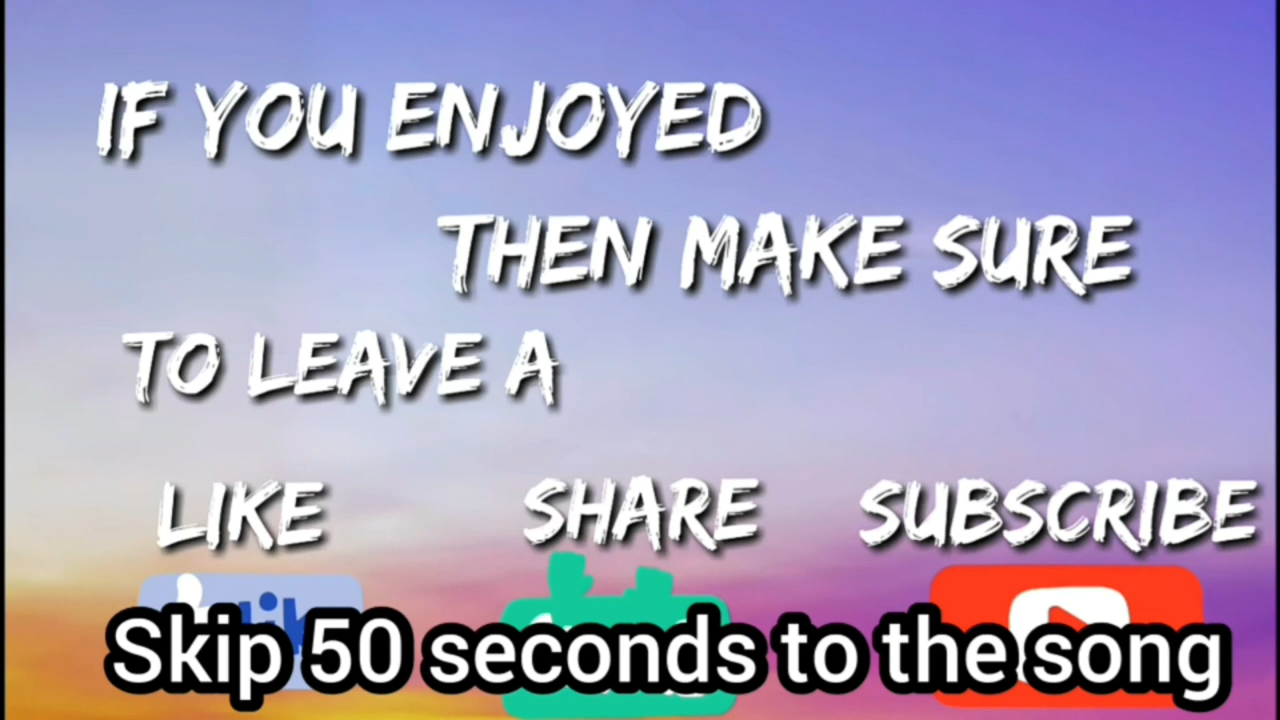 IF YOU ENJOYED
THEN MAKE SURE
TO LEAVE A
LIKE SHARE SUBSCRIBE
Skip 50 seconds to the song